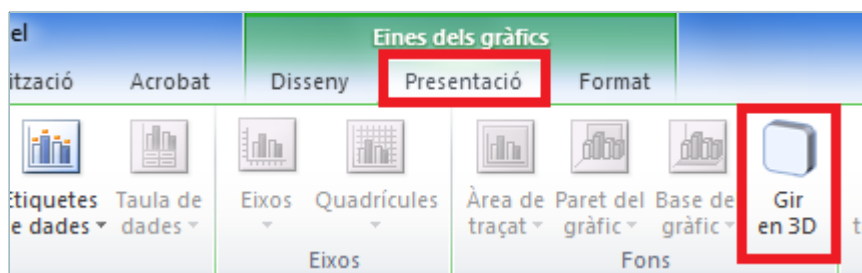 el
Eines dels gràfics
ització Acrobat Disseny Presentació Format
Etiquetes Taula de Eixos Quadrícules Àrea de Paret del Base de Gir
e dades dades traçat gràfic gràfic en 3D t
Eixos Fons